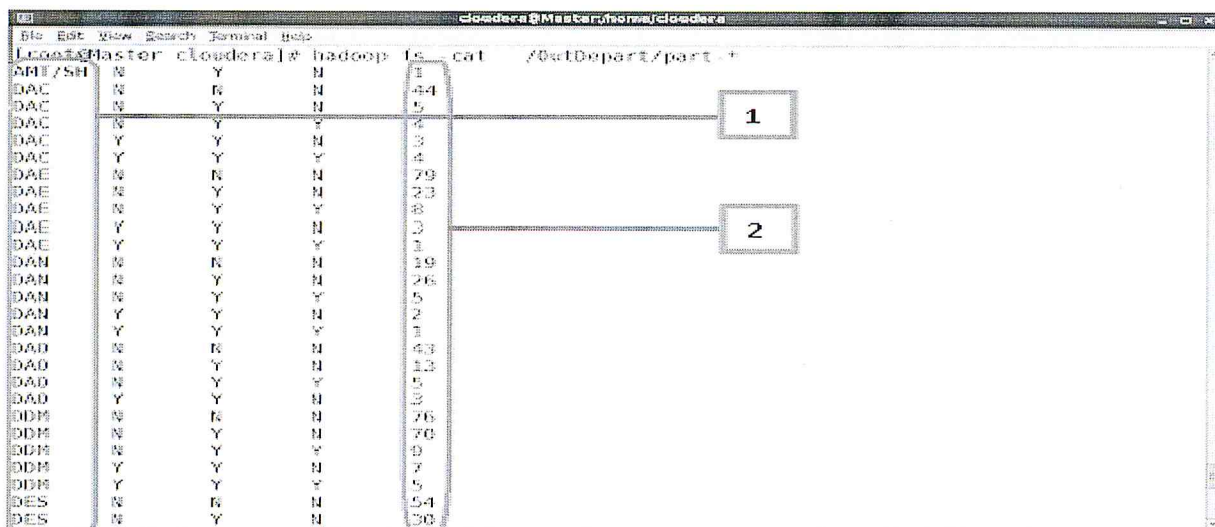 cloudera@Master:/home/cloudera
File Edit View Search Terminal Help
[root@Master cloudera]# hadoop fs -cat /OutDepart/part-*
AMT/SH N Y N 1
DAC N N N 44
DAC N Y N 5
DAC N Y Y 4
DAC Y Y N 3
DAC Y Y Y 4
DAE N N N 79
DAE N Y N 23
DAE N Y Y 8
DAE Y Y N 3
DAE Y Y Y 1
DAN N N N 19
DAN N Y N 26
DAN N Y Y 5
DAN Y Y N 2
DAN Y Y Y 1
DAO N N N 43
DAO N Y N 13
DAO N Y Y 5
DAO Y Y N 3
DDM N N N 76
DDM N Y N 70
DDM N Y Y 9
DDM Y Y N 7
DDM Y Y Y 5
DES N N N 54
DES N Y N 30
1
2